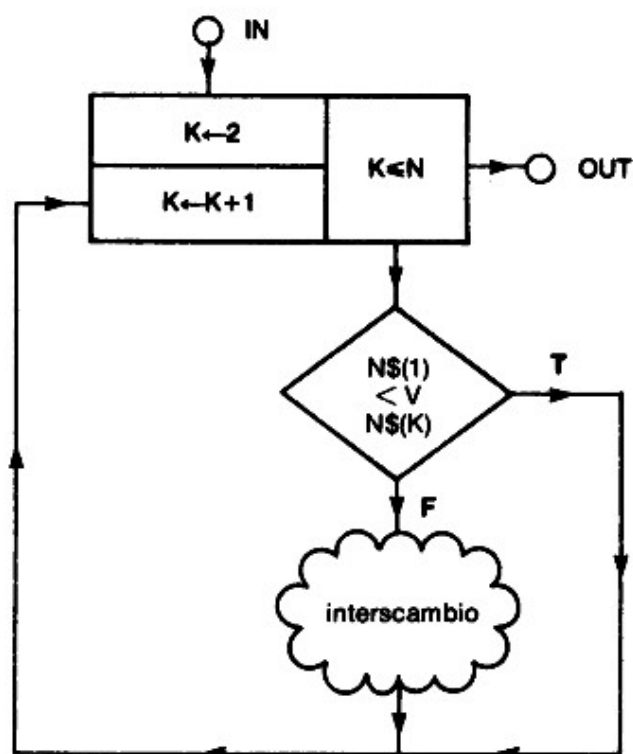 IN
K←2
K≤N
OUT
K←K+1
N$(1)
< V
N$(K)
T
F
interscambio